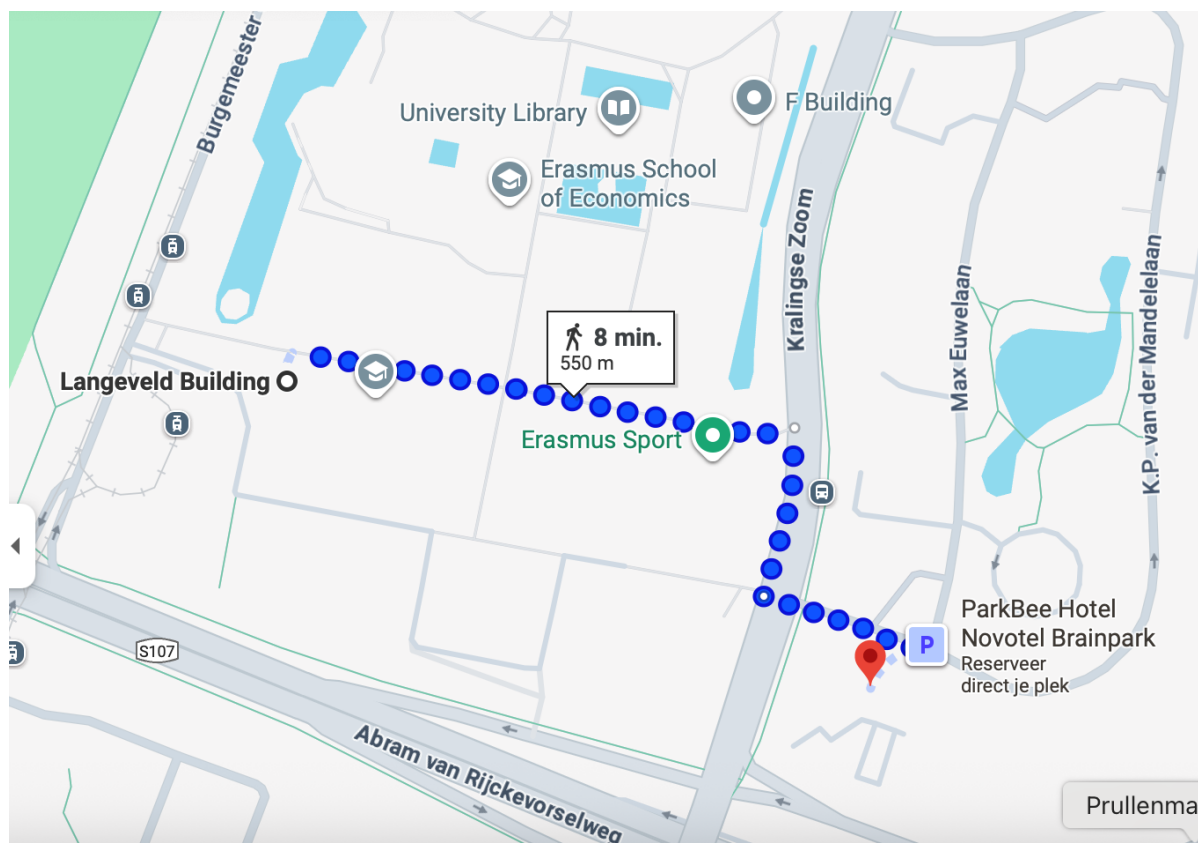 Burgemeester
University Library
F Building
Erasmus School
of Economics
Kralingse Zoom
Max Euwelaan
K.P. van der Mandelelaan
8 min.
550 m
Langeveld Building
Erasmus Sport
P
ParkBee Hotel
Novotel Brainpark
Reserveer
direct je plek
S107
Abram van Rijckevorselweg
Prullenma